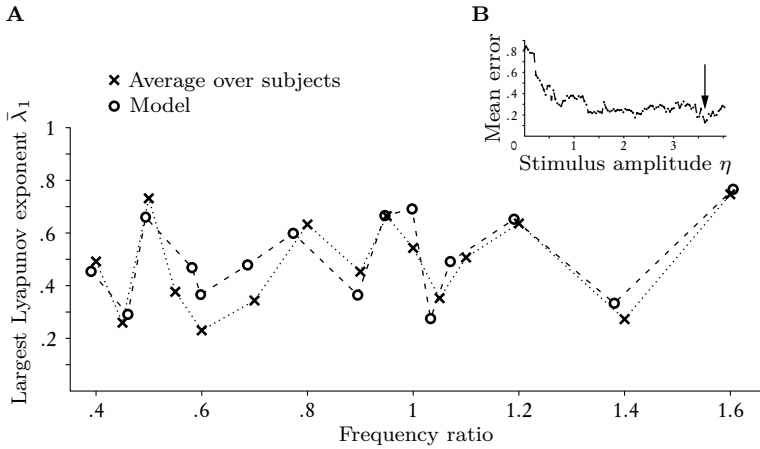 A
B
Average over subjects
Model
Largest Lyapunov exponent λ̄₁
1
.8
.6
.4
.2
.4
.6
.8
1
1.2
1.4
1.6
Frequency ratio
Mean error
.8
.6
.4
.2
0
1
2
3
Stimulus amplitude η